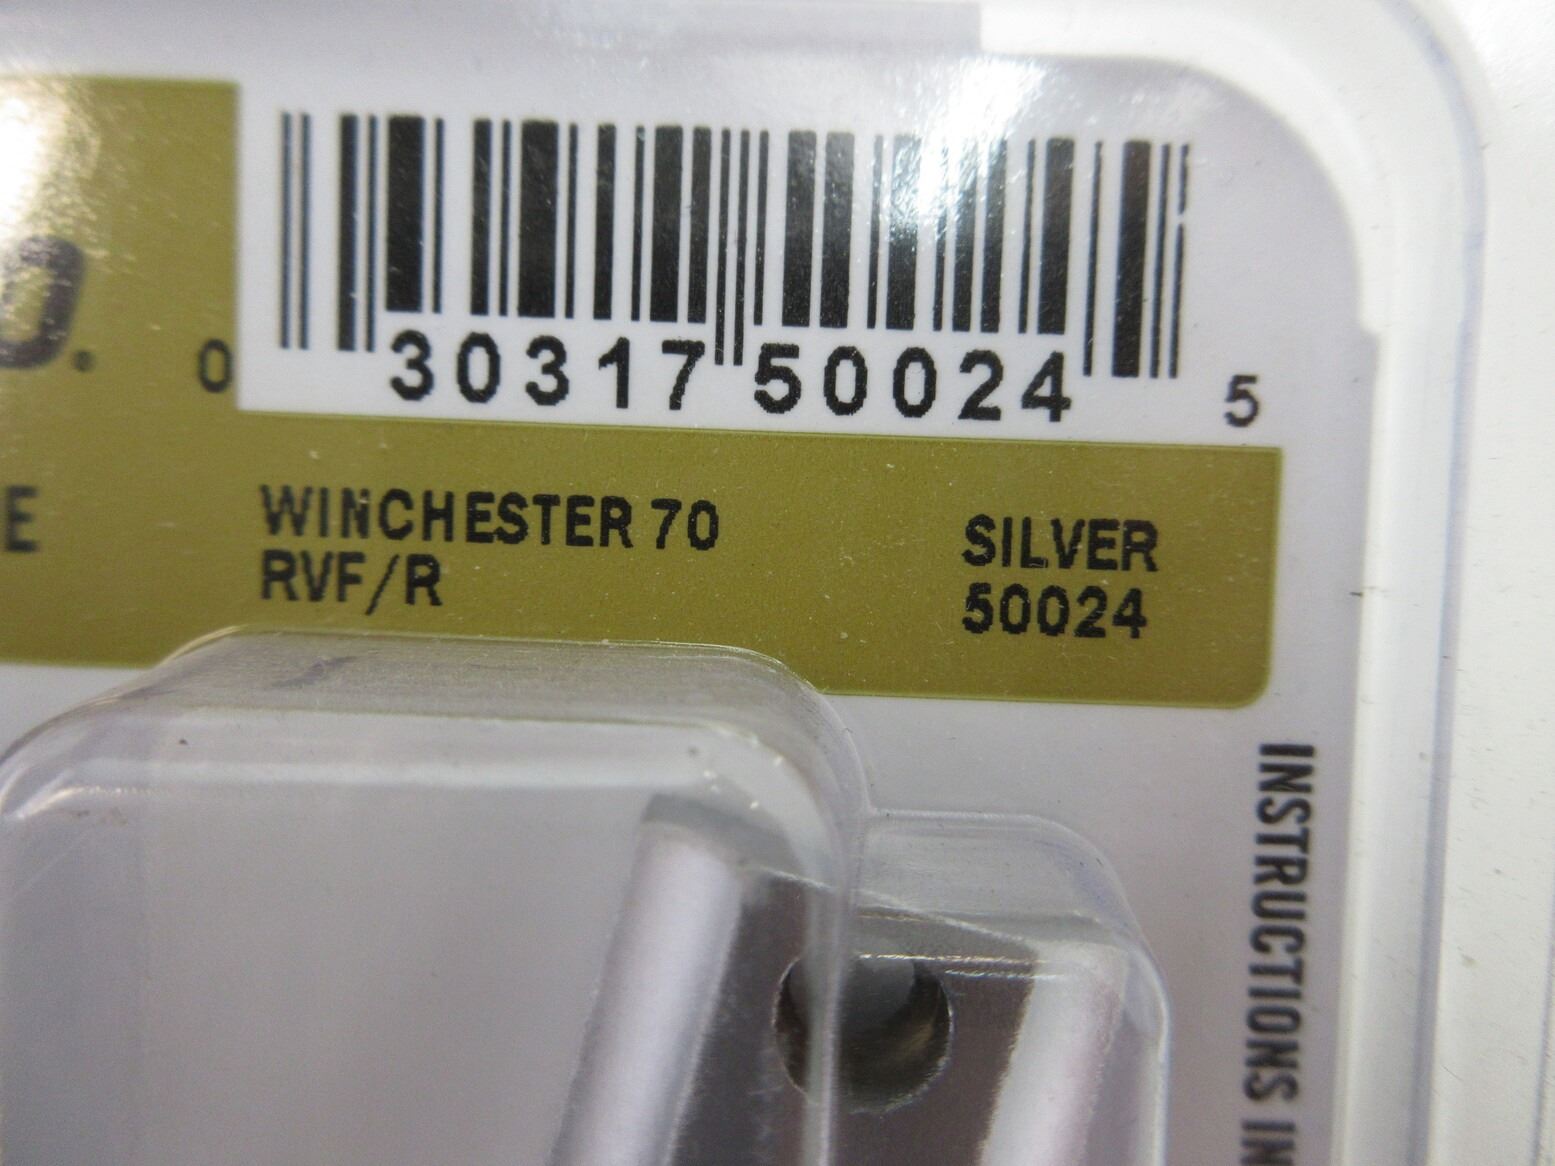 0 30317 50024 5
WINCHESTER 70
RVF/R
SILVER
50024
INSTRUCTIONS